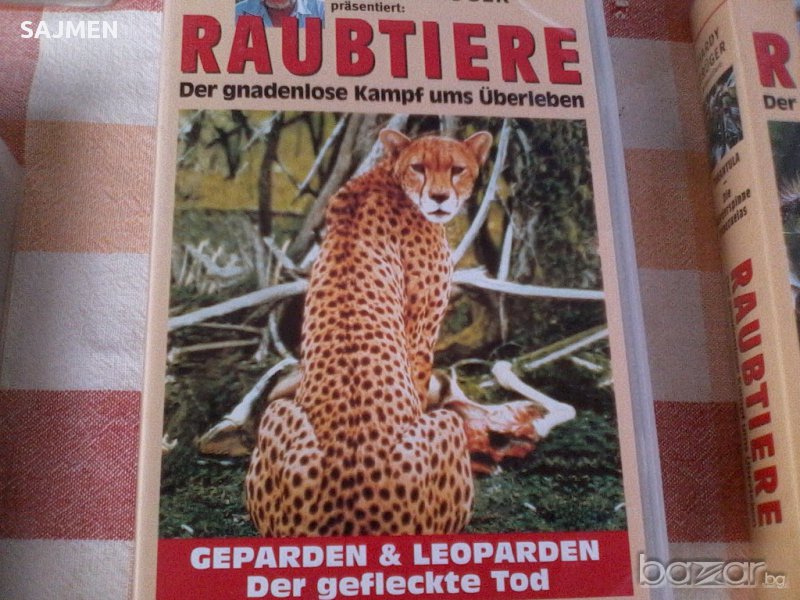 SAJMEN
präsentiert:
RAUBTIERE
Der gnadenlose Kampf ums Überleben
GEPARDEN & LEOPARDEN
Der gefleckte Tod
RAUBTIERE
Der
bazar.bg